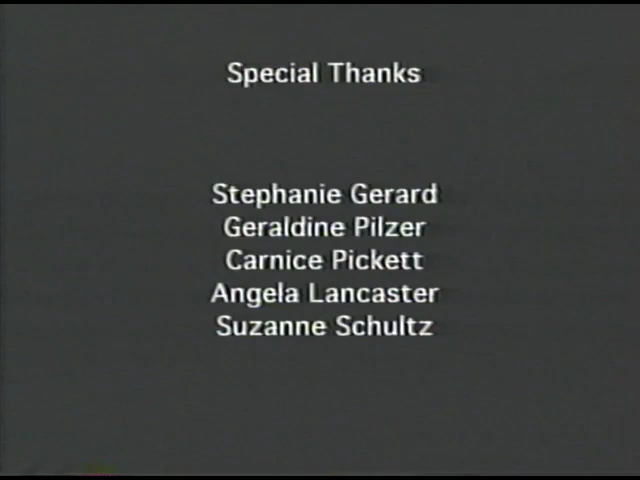 Special Thanks
Stephanie Gerard
Geraldine Pilzer
Carnice Pickett
Angela Lancaster
Suzanne Schultz